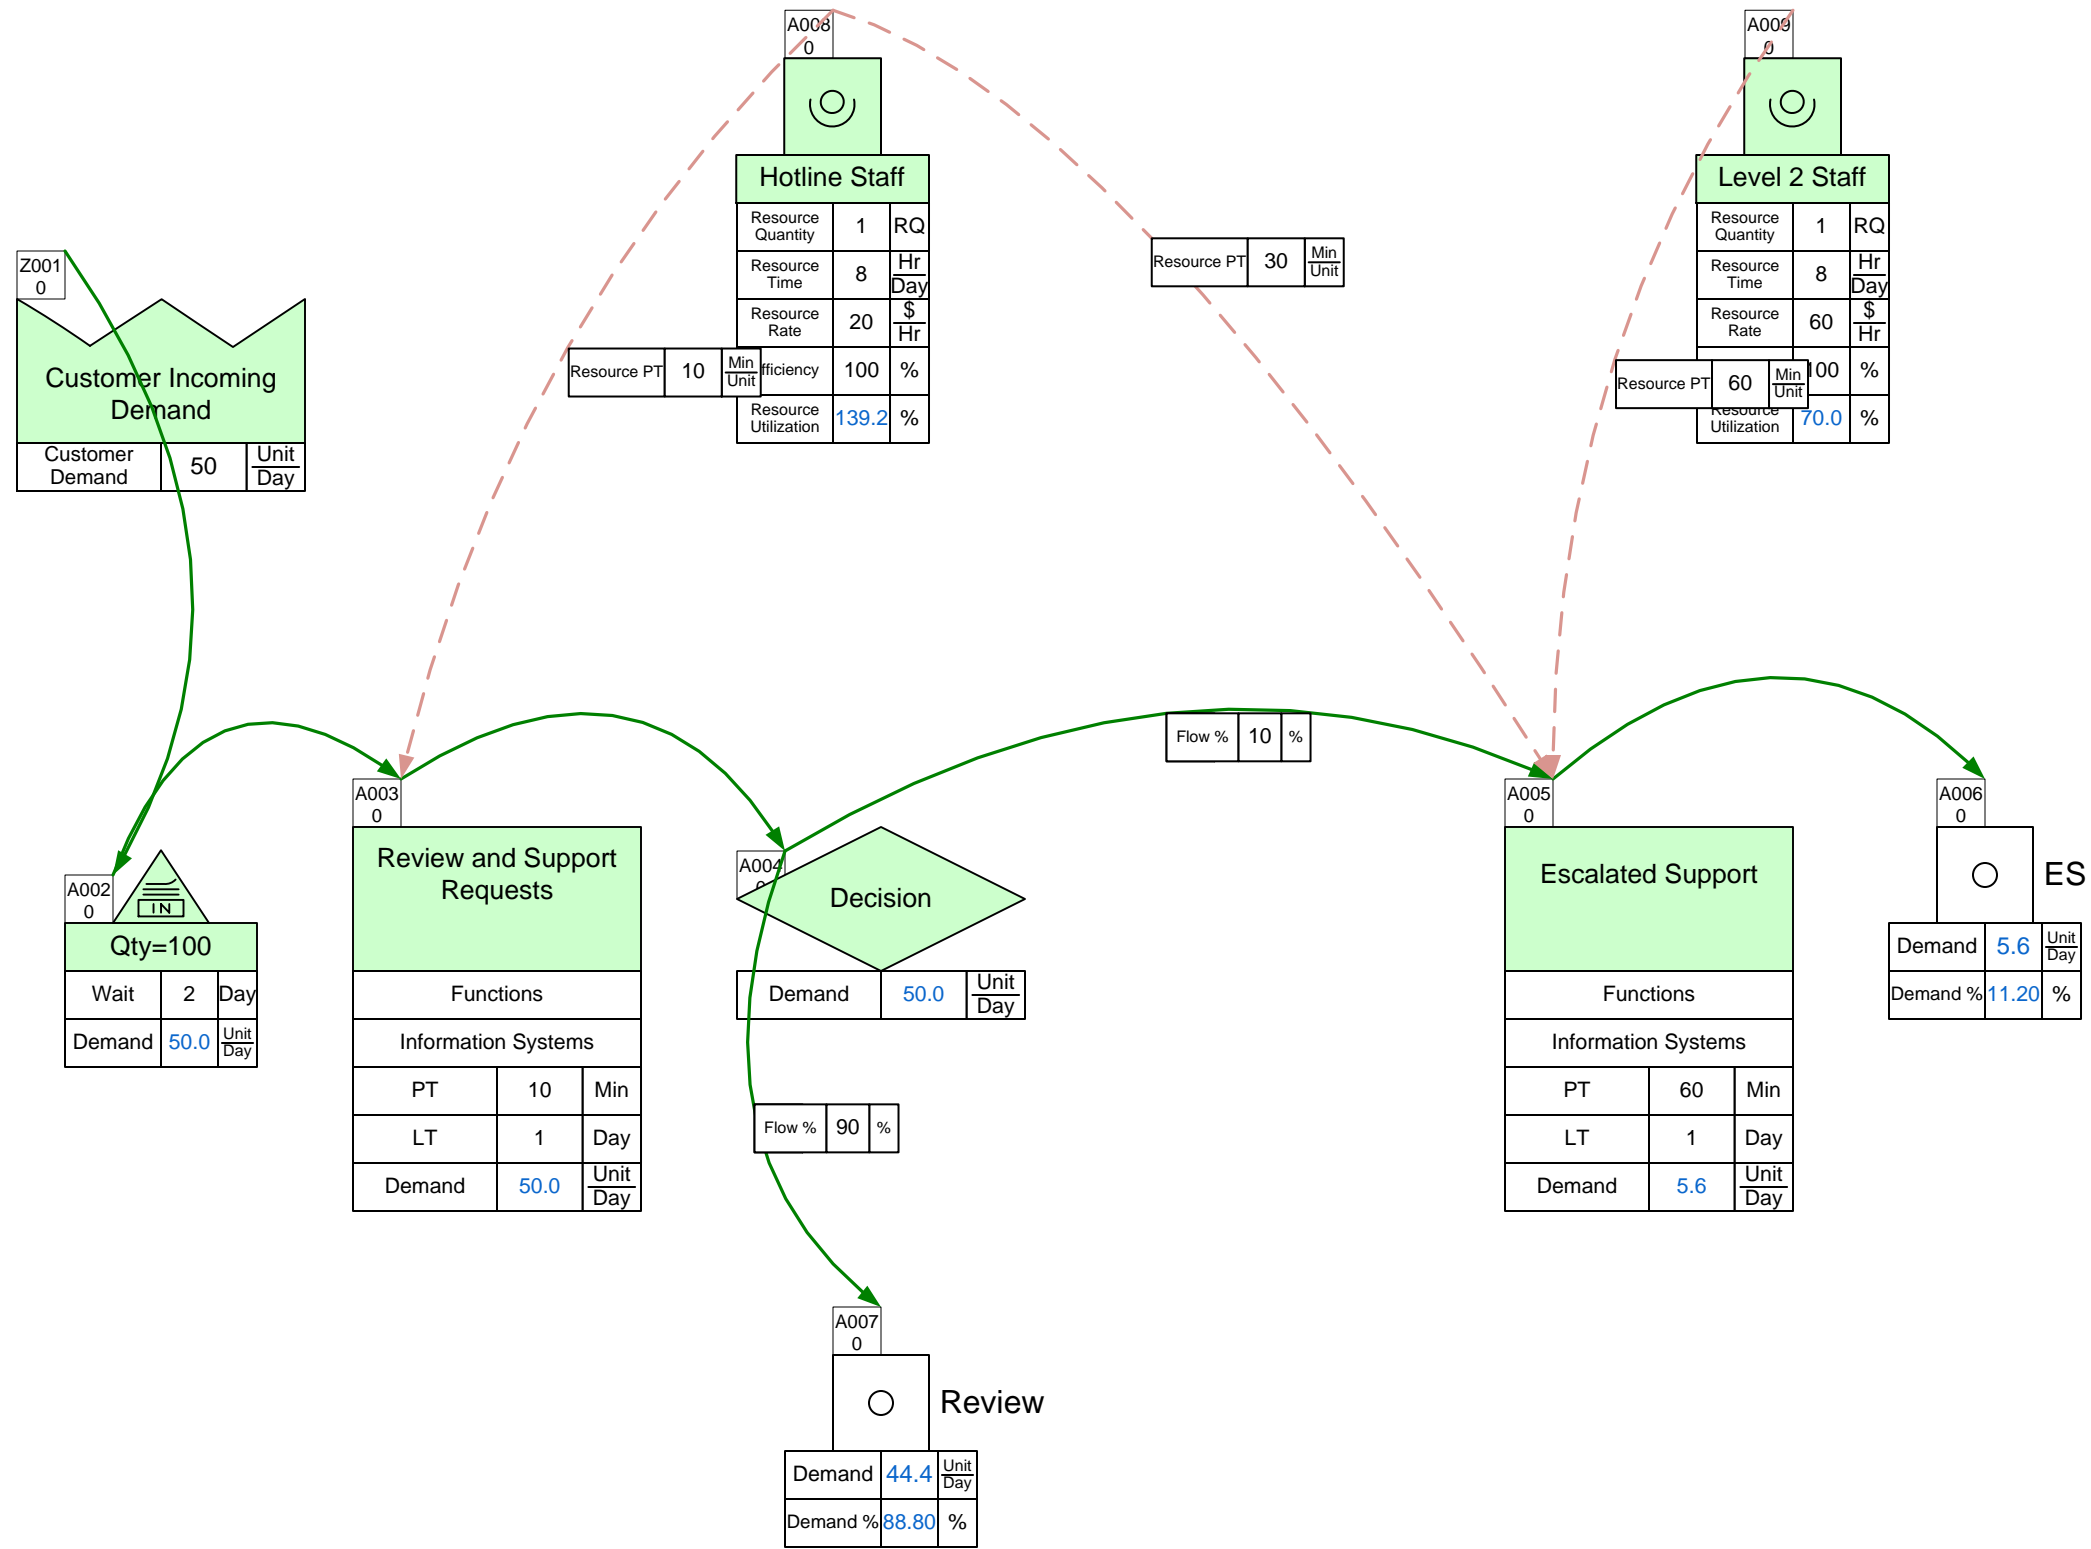 A008
0
A009
0
Hotline Staff
Resource Quantity 1 RQ
Resource Time 8 Hr Day
Resource Rate 20 $ Hr
fficiency 100 %
Resource Utilization 139.2 %
Level 2 Staff
Resource Quantity 1 RQ
Resource Time 8 Hr Day
Resource Rate 60 $ Hr
100 %
Resource Utilization 70.0 %
Resource PT 10 Min Unit
Resource PT 30 Min Unit
Resource PT 60 Min Unit
Z001
0
Customer Incoming
Demand
Customer Demand 50 Unit Day
A002
0
IN
Qty=100
Wait 2 Day
Demand 50.0 Unit Day
A003
0
Review and Support
Requests
Functions
Information Systems
PT 10 Min
LT 1 Day
Demand 50.0 Unit Day
A004
Decision
Demand 50.0 Unit Day
Flow % 10 %
Flow % 90 %
A005
0
Escalated Support
Functions
Information Systems
PT 60 Min
LT 1 Day
Demand 5.6 Unit Day
A006
0
ES
Demand 5.6 Unit Day
Demand % 11.20 %
A007
0
Review
Demand 44.4 Unit Day
Demand % 88.80 %